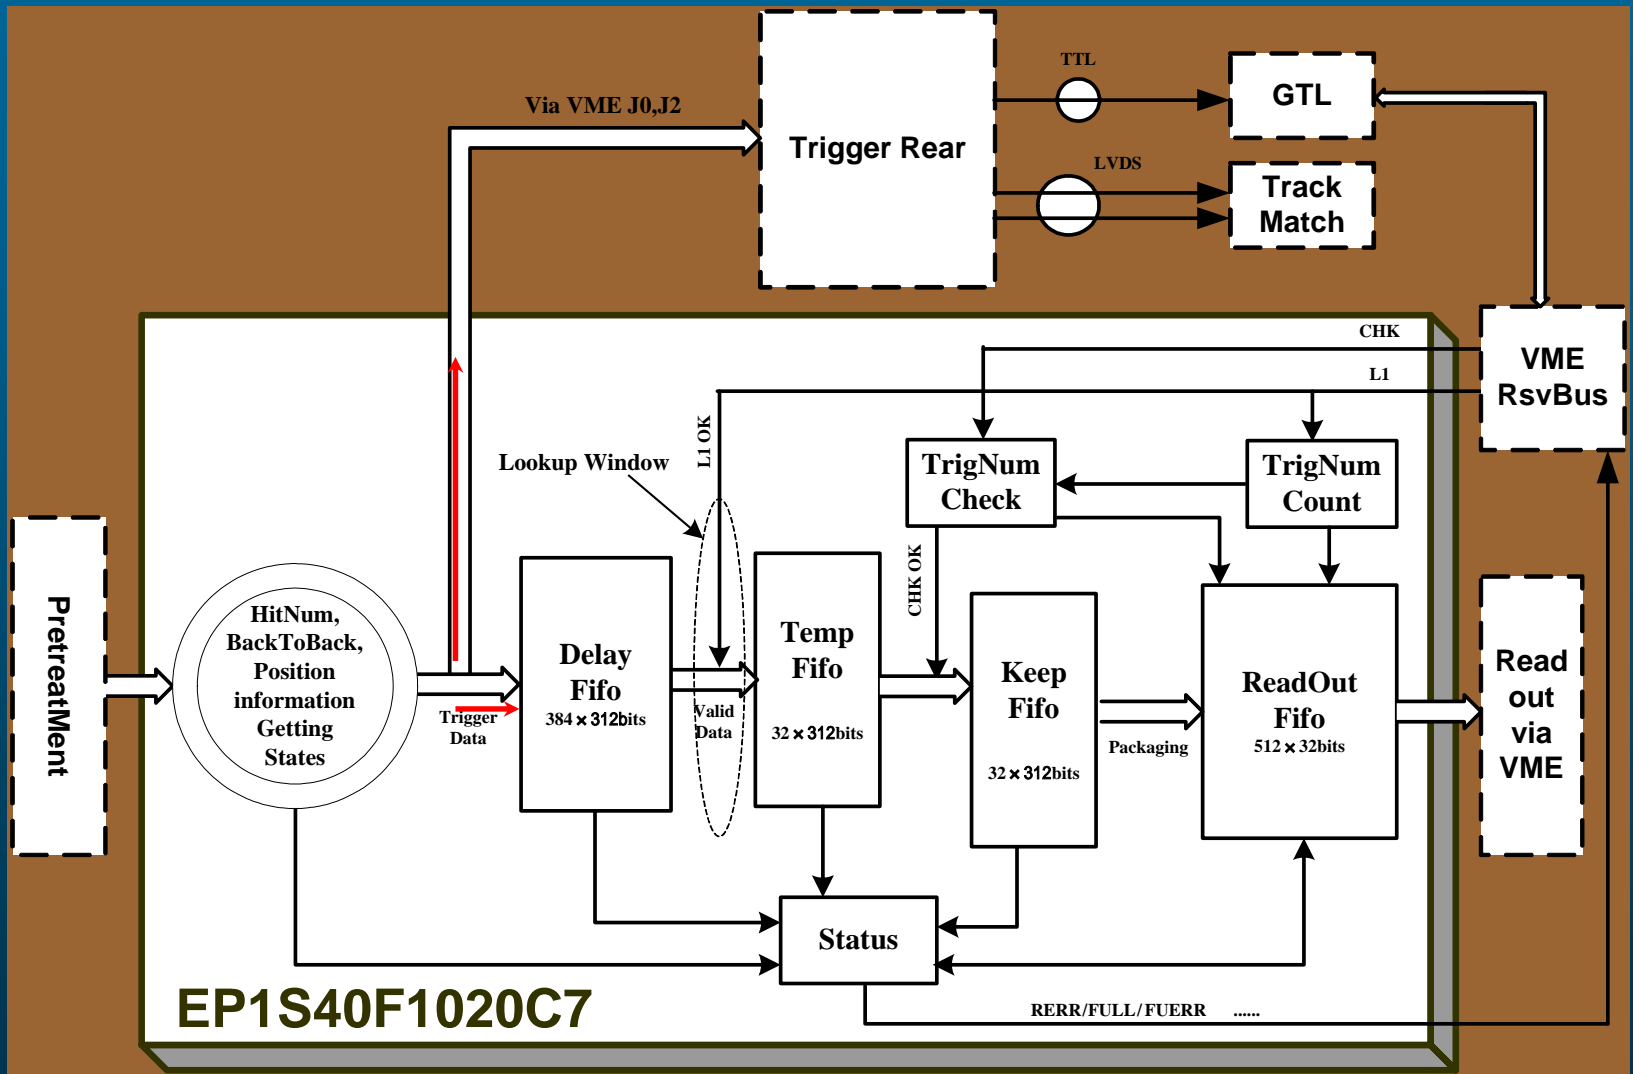 TTL
GTL
Via VME J0,J2
Trigger Rear
LVDS
Track
Match
CHK
VME
RsvBus
L1
L1 OK
Lookup Window
TrigNum
Check
TrigNum
Count
PretreatMent
HitNum,
BackToBack,
Position
information
Getting
States
Trigger
Data
Delay
Fifo
384×312bits
Valid
Data
Temp
Fifo
32×312bits
CHK OK
Keep
Fifo
32×312bits
Packaging
ReadOut
Fifo
512×32bits
Read
out
via
VME
Status
EP1S40F1020C7
RERR/FULL/FUERR ......